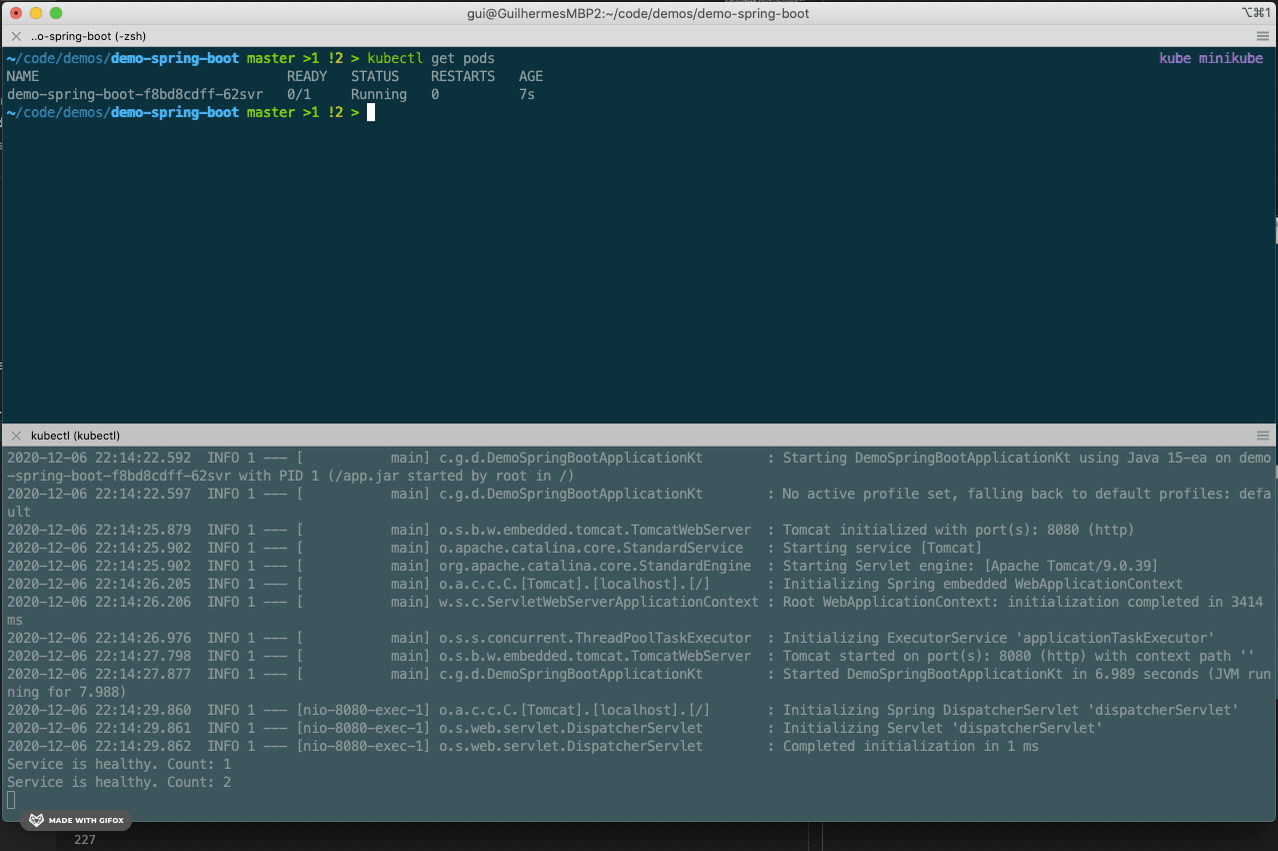 gui@GuilhermesMBP2:~/code/demos/demo-spring-boot
⌥⌘1
..o-spring-boot (-zsh)
~/code/demos/demo-spring-boot master >1 !2 > kubectl get pods kube minikube
NAME READY STATUS RESTARTS AGE
demo-spring-boot-f8bd8cdff-62svr 0/1 Running 0 7s
~/code/demos/demo-spring-boot master >1 !2 >
kubectl (kubectl)
2020-12-06 22:14:22.592 INFO 1 --- [ main] c.g.d.DemoSpringBootApplicationKt : Starting DemoSpringBootApplicationKt using Java 15-ea on demo
-spring-boot-f8bd8cdff-62svr with PID 1 (/app.jar started by root in /)
2020-12-06 22:14:22.597 INFO 1 --- [ main] c.g.d.DemoSpringBootApplicationKt : No active profile set, falling back to default profiles: defa
ult
2020-12-06 22:14:25.879 INFO 1 --- [ main] o.s.b.w.embedded.tomcat.TomcatWebServer : Tomcat initialized with port(s): 8080 (http)
2020-12-06 22:14:25.902 INFO 1 --- [ main] o.apache.catalina.core.StandardService : Starting service [Tomcat]
2020-12-06 22:14:25.902 INFO 1 --- [ main] org.apache.catalina.core.StandardEngine : Starting Servlet engine: [Apache Tomcat/9.0.39]
2020-12-06 22:14:26.205 INFO 1 --- [ main] o.a.c.c.C.[Tomcat].[localhost].[/] : Initializing Spring embedded WebApplicationContext
2020-12-06 22:14:26.206 INFO 1 --- [ main] w.s.c.ServletWebServerApplicationContext : Root WebApplicationContext: initialization completed in 3414
ms
2020-12-06 22:14:26.976 INFO 1 --- [ main] o.s.s.concurrent.ThreadPoolTaskExecutor : Initializing ExecutorService 'applicationTaskExecutor'
2020-12-06 22:14:27.798 INFO 1 --- [ main] o.s.b.w.embedded.tomcat.TomcatWebServer : Tomcat started on port(s): 8080 (http) with context path ''
2020-12-06 22:14:27.877 INFO 1 --- [ main] c.g.d.DemoSpringBootApplicationKt : Started DemoSpringBootApplicationKt in 6.989 seconds (JVM run
ning for 7.988)
2020-12-06 22:14:29.860 INFO 1 --- [nio-8080-exec-1] o.a.c.c.C.[Tomcat].[localhost].[/] : Initializing Spring DispatcherServlet 'dispatcherServlet'
2020-12-06 22:14:29.861 INFO 1 --- [nio-8080-exec-1] o.s.web.servlet.DispatcherServlet : Initializing Servlet 'dispatcherServlet'
2020-12-06 22:14:29.862 INFO 1 --- [nio-8080-exec-1] o.s.web.servlet.DispatcherServlet : Completed initialization in 1 ms
Service is healthy. Count: 1
Service is healthy. Count: 2
MADE WITH GIFOX
227